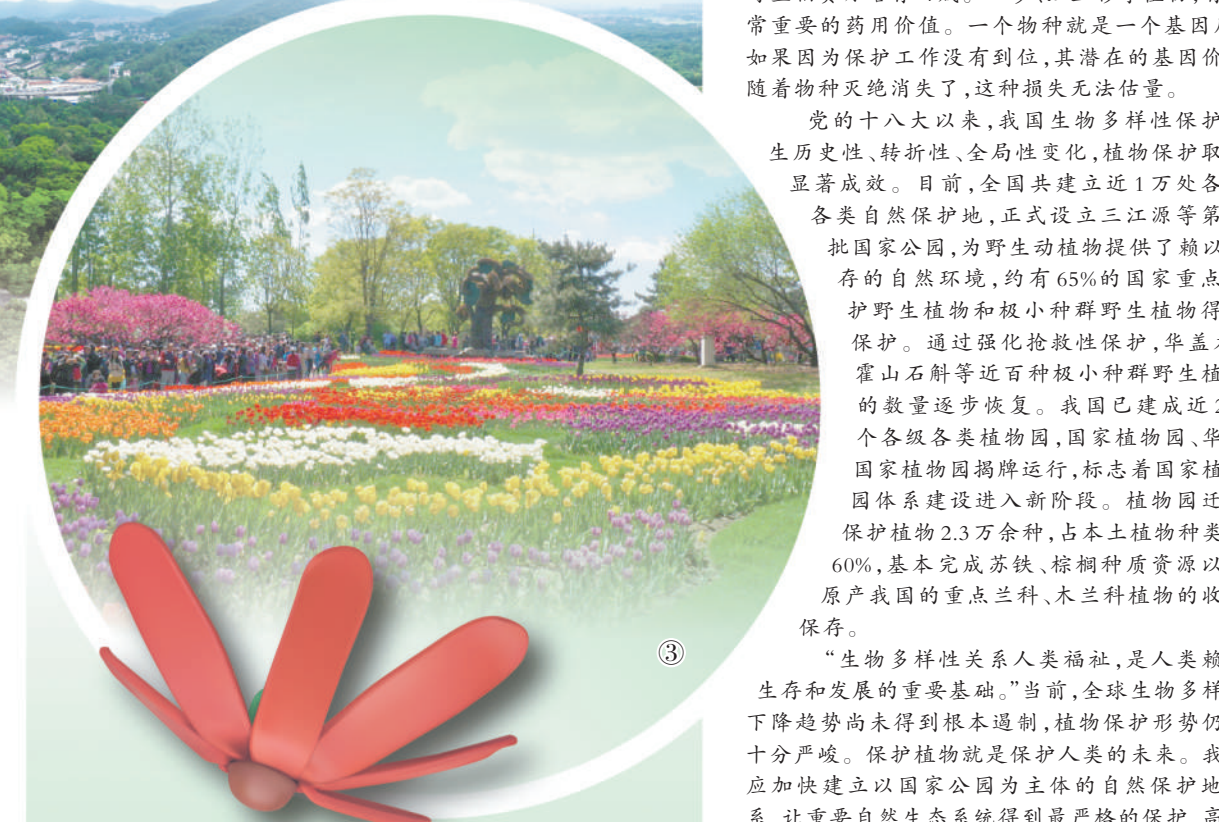 常重要的药用价值。一个物种就是一个基因
如果因为保护工作没有到位,其潜在的基因价
随着物种灭绝消失了,这种损失无法估量。
党的十八大以来,我国生物多样性保护
生历史性、转折性、全局性变化,植物保护取
显著成效。目前,全国共建立近1万处各
各类自然保护地,正式设立三江源等第
批国家公园,为野生动植物提供了赖以
存的自然环境,约有65%的国家重点
护野生植物和极小种群野生植物得
保护。通过强化抢救性保护,华盖
霍山石斛等近百种极小种群野生植
的数量逐步恢复。我国已建成近
个各级各类植物园,国家植物园、华
国家植物园揭牌运行,标志着国家植
园体系建设进入新阶段。植物园迁
保护植物2.3万余种,占本土植物种类
60%,基本完成苏铁、棕榈种质资源以
原产我国的重点兰科、木兰科植物的收
保存。
“生物多样性关系人类福祉,是人类赖
生存和发展的重要基础。”当前,全球生物多样
下降趋势尚未得到根本遏制,植物保护形势仍
十分严峻。保护植物就是保护人类的未来。我
应加快建立以国家公园为主体的自然保护地
系,让重要自然生态系统得到最严格的保护,高
③